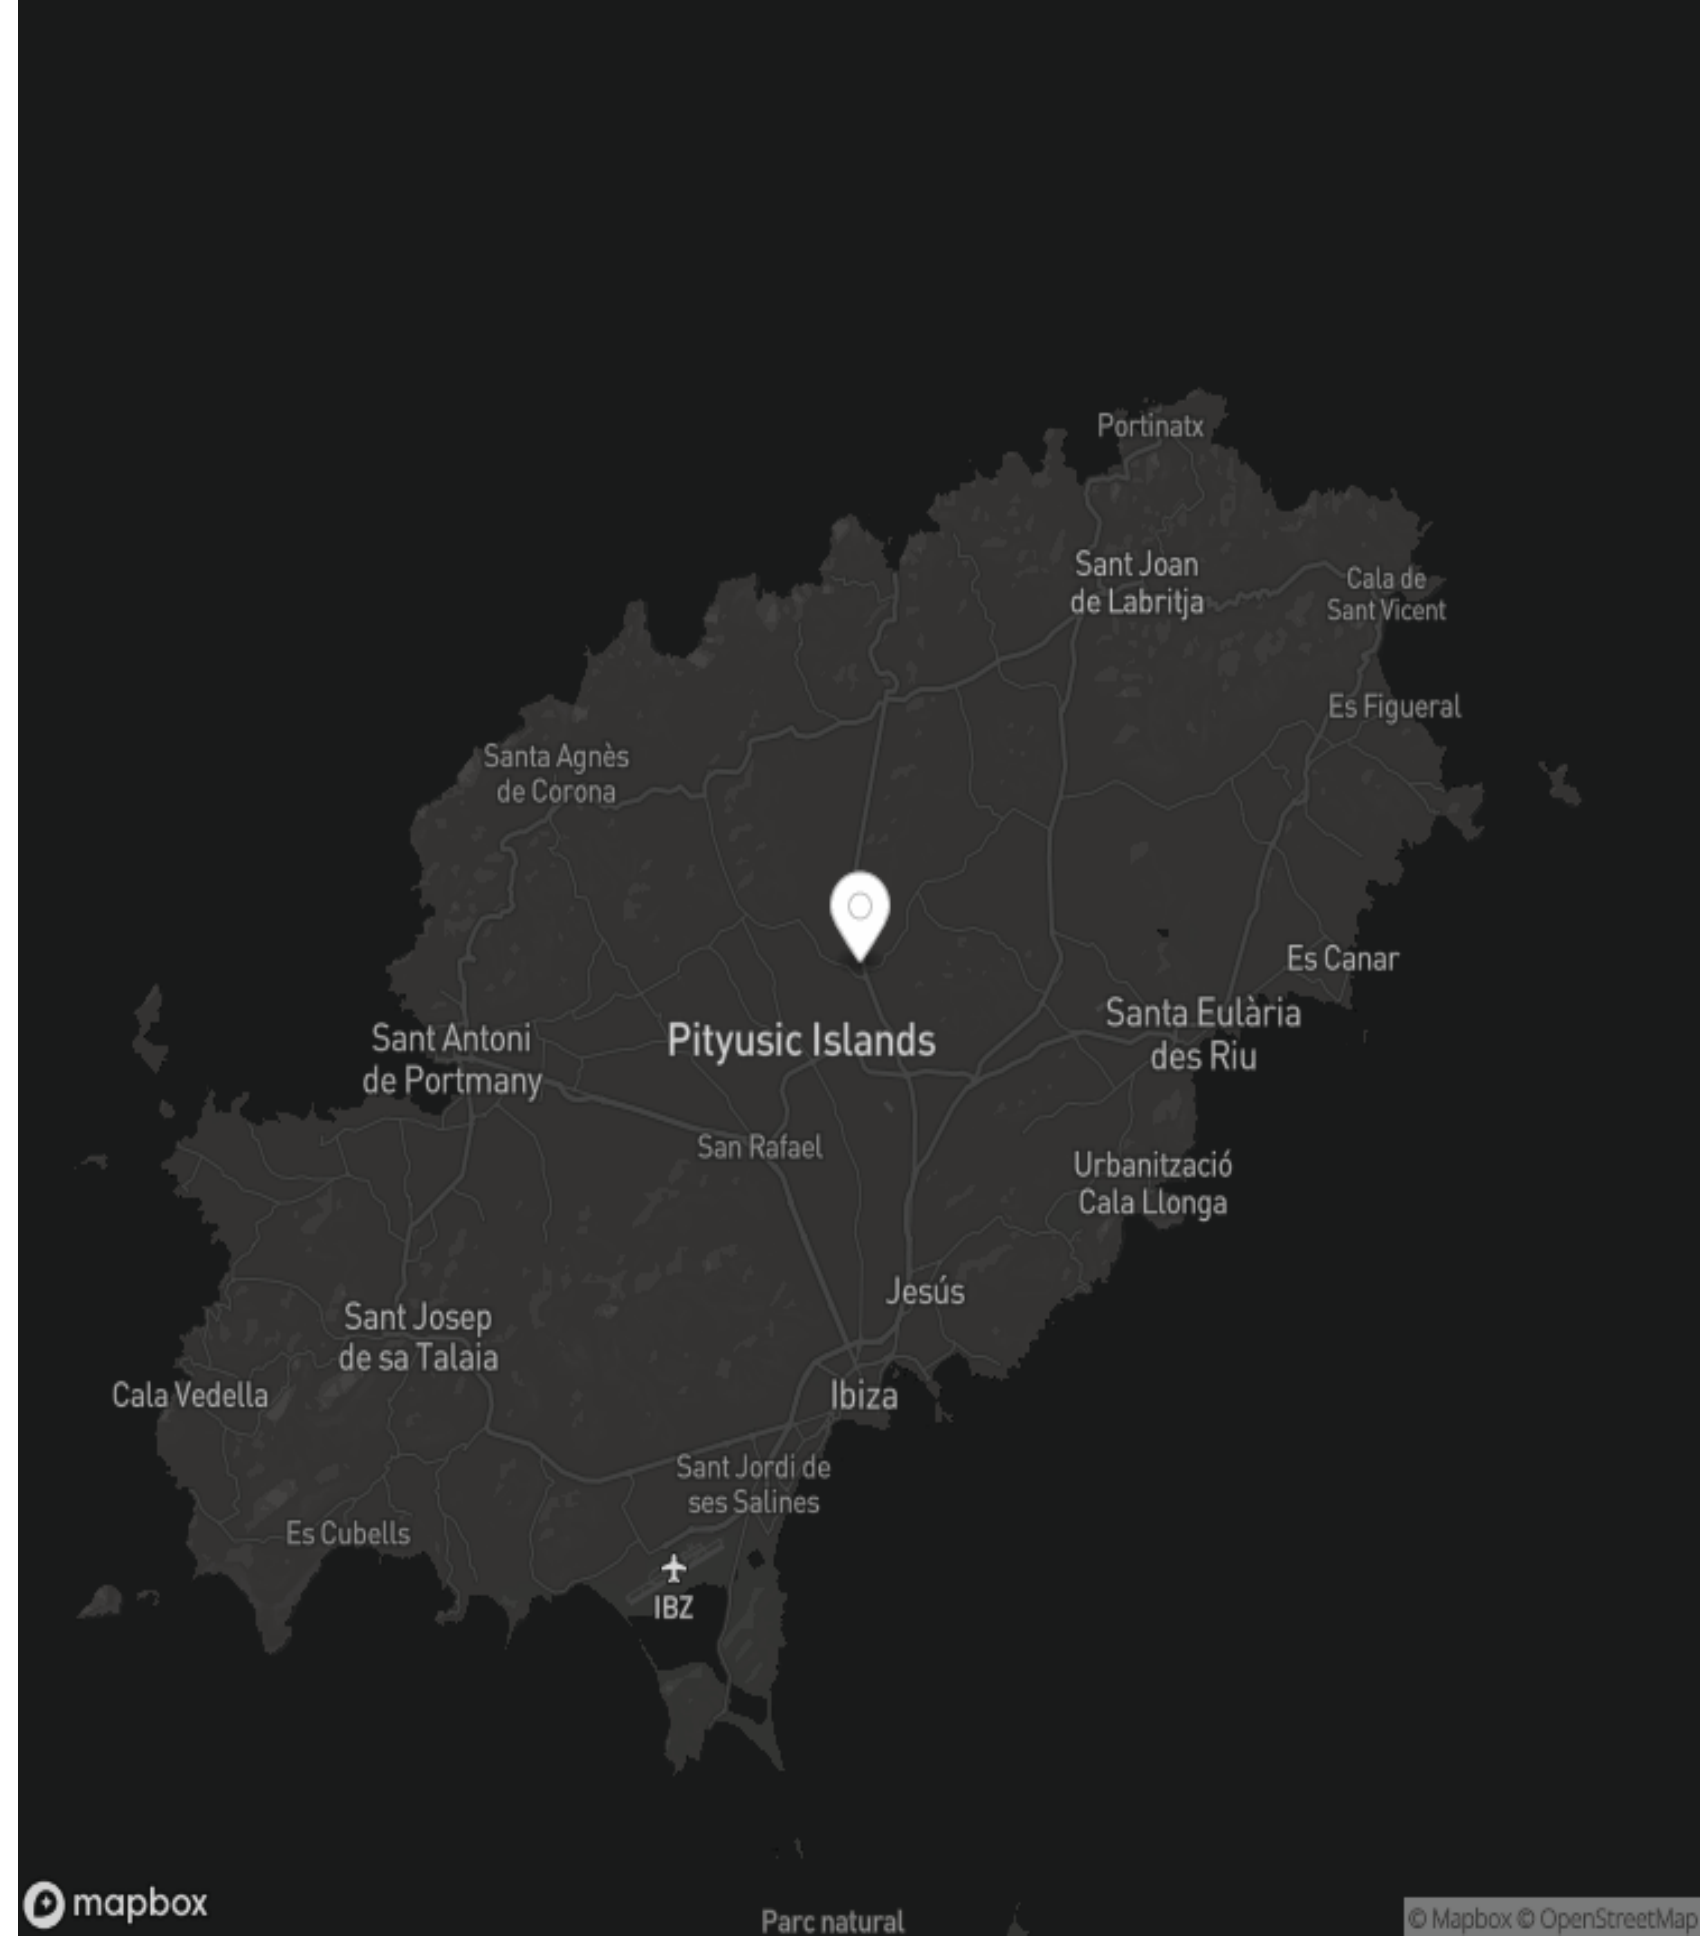 Portinatx
Sant Joan
de Labritja
Cala de
Sant Vicent
Es Figueral
Santa Agnès
de Corona
Es Canar
Santa Eulària
des Riu
Sant Antoni
de Portmany
Pityusic Islands
San Rafael
Urbanització
Cala Llonga
Jesús
Sant Josep
de sa Talaia
Cala Vedella
Ibiza
Sant Jordi de
ses Salines
Es Cubells
IBZ
mapbox
Parc natural
© Mapbox © OpenStreetMap